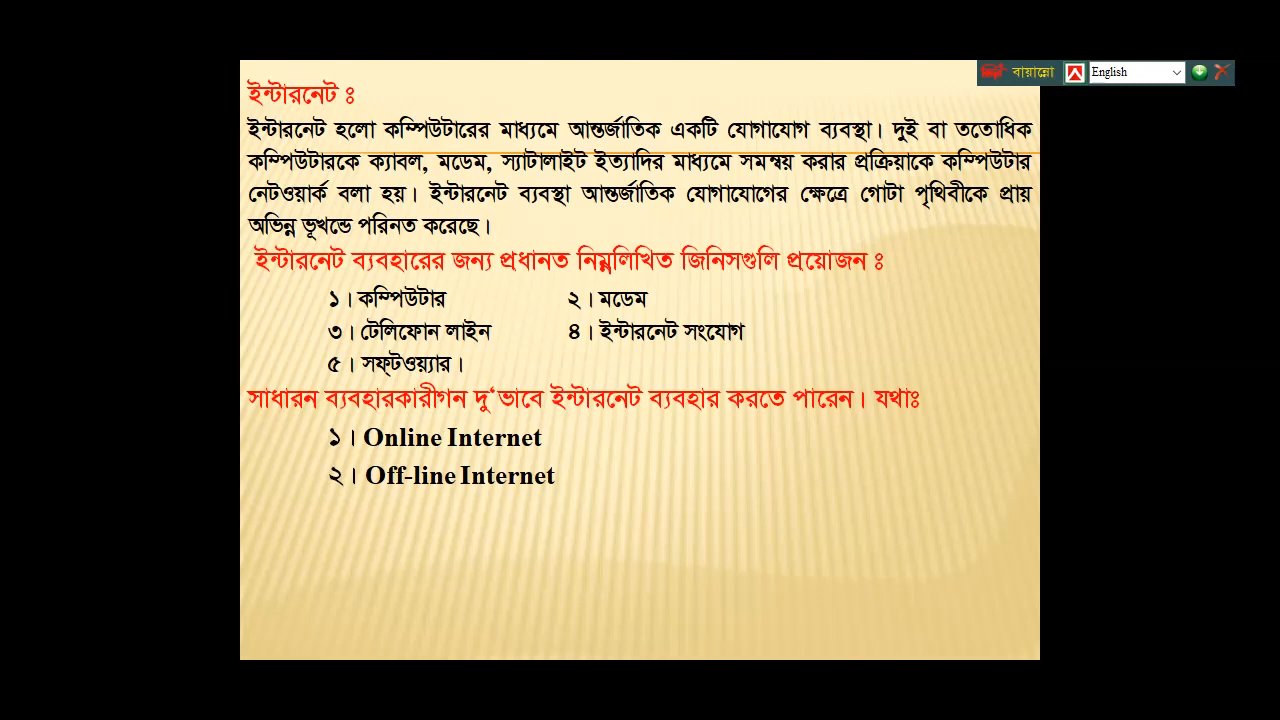 বায়ান্নো English
ইন্টারনেট ঃ
ইন্টারনেট হলো কম্পিউটারের মাধ্যমে আন্তর্জাতিক একটি যোগাযোগ ব্যবস্থা। দুই বা ততোধিক
কম্পিউটারকে ক্যাবল, মডেম, স্যাটালাইট ইত্যাদির মাধ্যমে সমন্বয় করার প্রক্রিয়াকে কম্পিউটার
নেটওয়ার্ক বলা হয়। ইন্টারনেট ব্যবস্থা আন্তর্জাতিক যোগাযোগের ক্ষেত্রে গোটা পৃথিবীকে প্রায়
অভিন্ন ভূখন্ডে পরিনত করেছে।
ইন্টারনেট ব্যবহারের জন্য প্রধানত নিম্নলিখিত জিনিসগুলি প্রয়োজন ঃ
১। কম্পিউটার ২। মডেম
৩। টেলিফোন লাইন ৪। ইন্টারনেট সংযোগ
৫। সফ্টওয়্যার।
সাধারন ব্যবহারকারীগন দু‘ভাবে ইন্টারনেট ব্যবহার করতে পারেন। যথাঃ
১। Online Internet
২। Off-line Internet